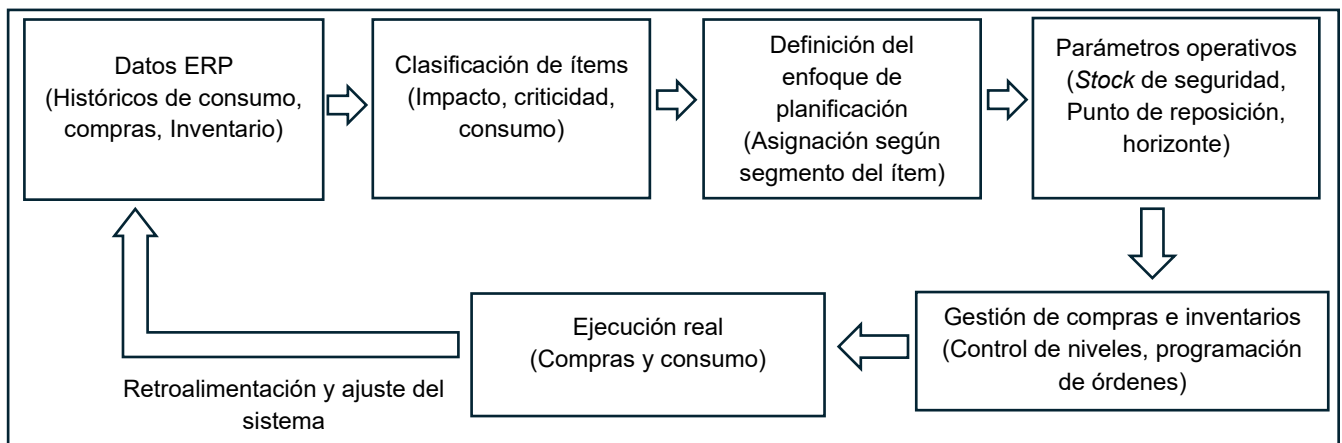 Datos ERP
(Históricos de consumo,
compras, Inventario)
Clasificación de ítems
(Impacto, criticidad,
consumo)
Definición del
enfoque de
planificación
(Asignación según
segmento del ítem)
Parámetros operativos
(Stock de seguridad,
Punto de reposición,
horizonte)
Gestión de compras e inventarios
(Control de niveles, programación
de órdenes)
Ejecución real
(Compras y consumo)
Retroalimentación y ajuste del
sistema